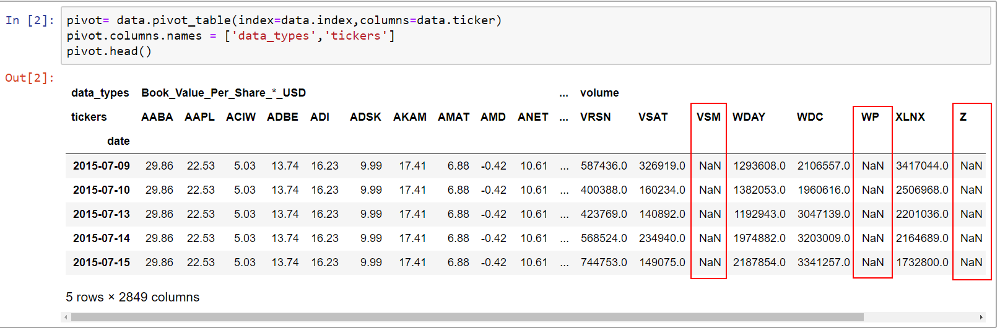 In [2]: pivot= data.pivot_table(index=data.index,columns=data.ticker)
pivot.columns.names = ['data_types','tickers']
pivot.head()
Out[2]:
data_types Book_Value_Per_Share_*_USD ... volume
tickers AABA AAPL ACIW ADBE ADI ADSK AKAM AMAT AMD ANET ... VRSN VSAT VSM WDAY WDC WP XLNX Z
date
2015-07-09 29.86 22.53 5.03 13.74 16.23 9.99 17.41 6.88 -0.42 10.61 ... 587436.0 326919.0 NaN 1293608.0 2106557.0 NaN 3417044.0 NaN
2015-07-10 29.86 22.53 5.03 13.74 16.23 9.99 17.41 6.88 -0.42 10.61 ... 400388.0 160234.0 NaN 1382053.0 1960616.0 NaN 2506968.0 NaN
2015-07-13 29.86 22.53 5.03 13.74 16.23 9.99 17.41 6.88 -0.42 10.61 ... 423769.0 140892.0 NaN 1192943.0 3047139.0 NaN 2201036.0 NaN
2015-07-14 29.86 22.53 5.03 13.74 16.23 9.99 17.41 6.88 -0.42 10.61 ... 568524.0 234940.0 NaN 1974882.0 3203009.0 NaN 2164689.0 NaN
2015-07-15 29.86 22.53 5.03 13.74 16.23 9.99 17.41 6.88 -0.42 10.61 ... 744753.0 149075.0 NaN 2187854.0 3341257.0 NaN 1732800.0 NaN
5 rows × 2849 columns